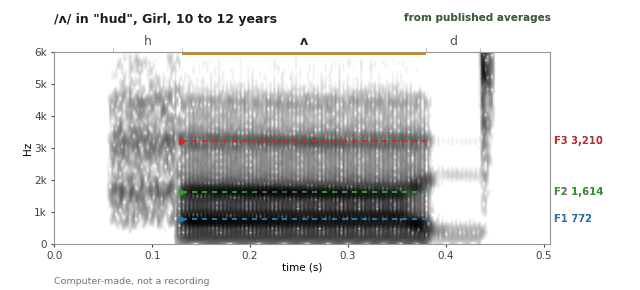 /ʌ/ in "hud", Girl, 10 to 12 years
from published averages
h ʌ d
6k
5k
4k
3k
2k
1k
0
Hz
F3 3,210
F2 1,614
F1 772
0.0 0.1 0.2 0.3 0.4 0.5
time (s)
Computer-made, not a recording